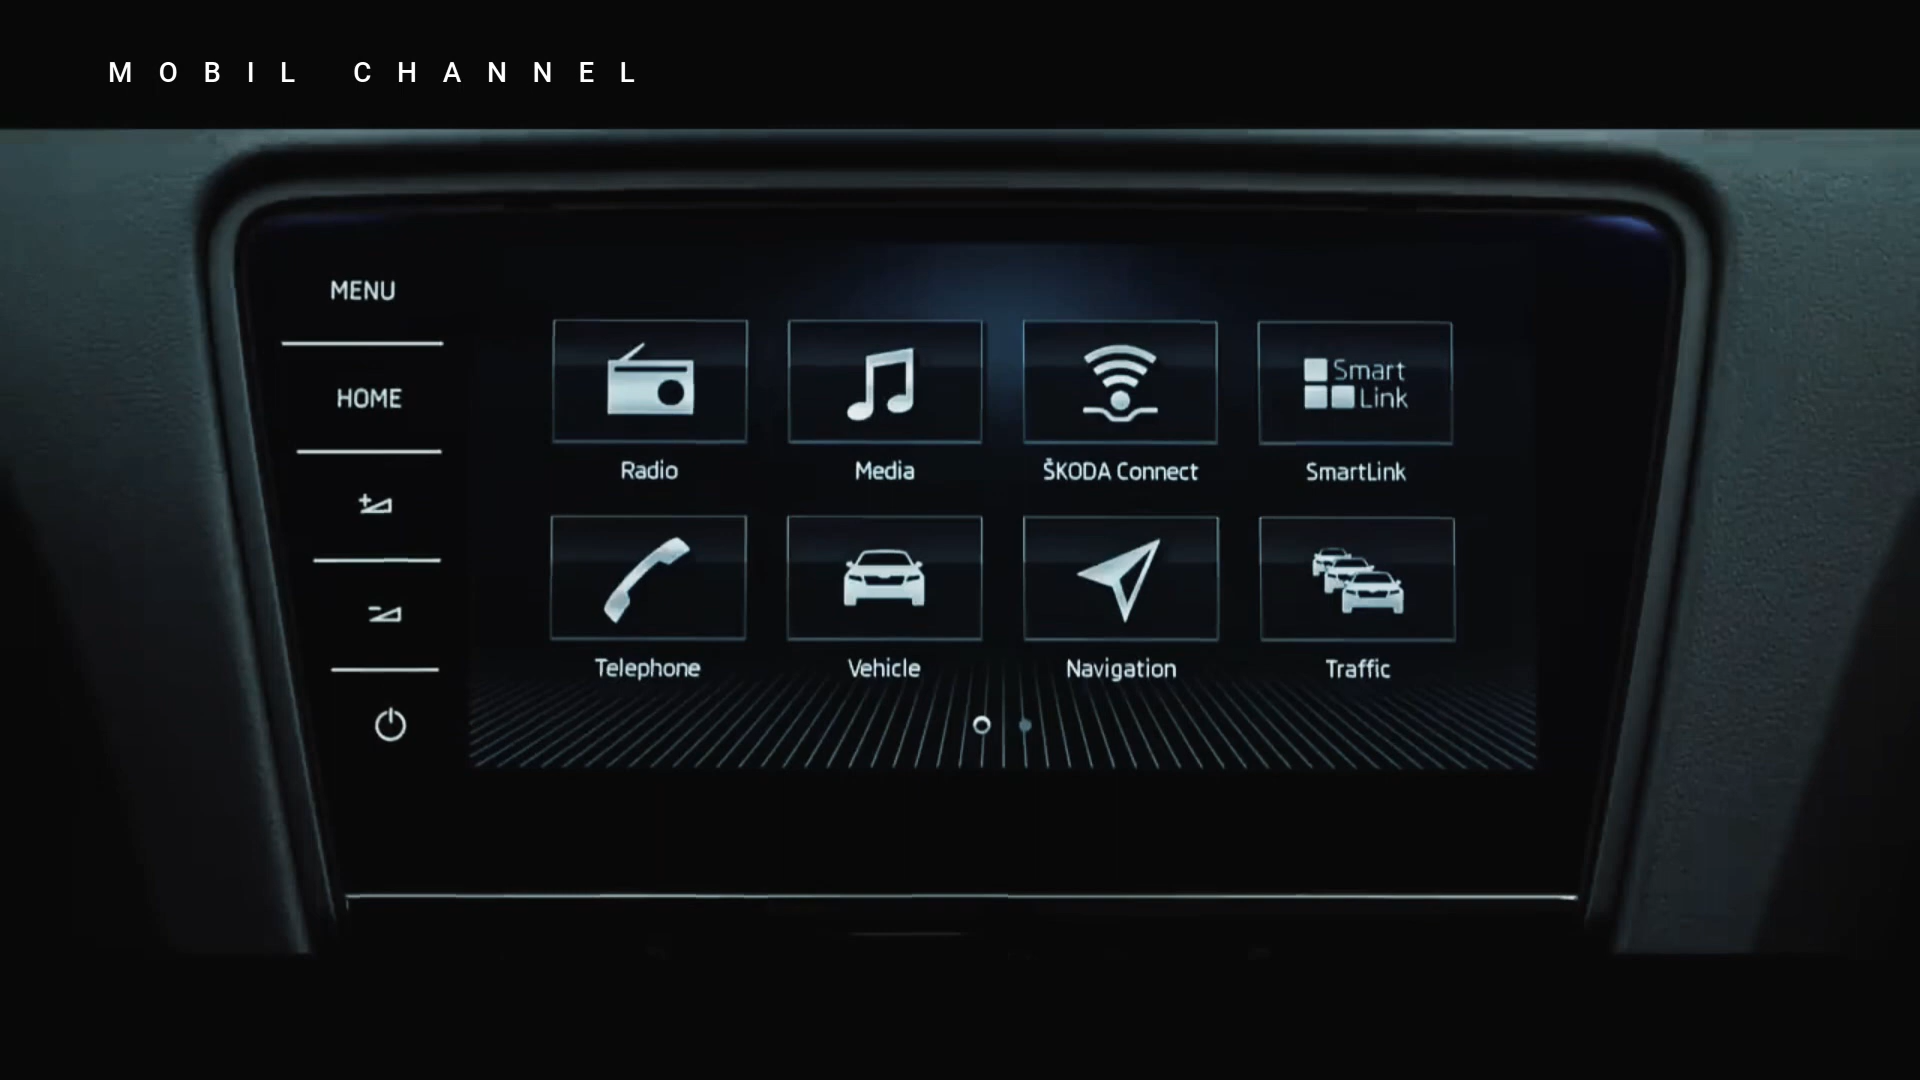 MOBIL CHANNEL
MENU
HOME
Smart
Link
Radio
Media
ŠKODA Connect
SmartLink
Telephone
Vehicle
Navigation
Traffic